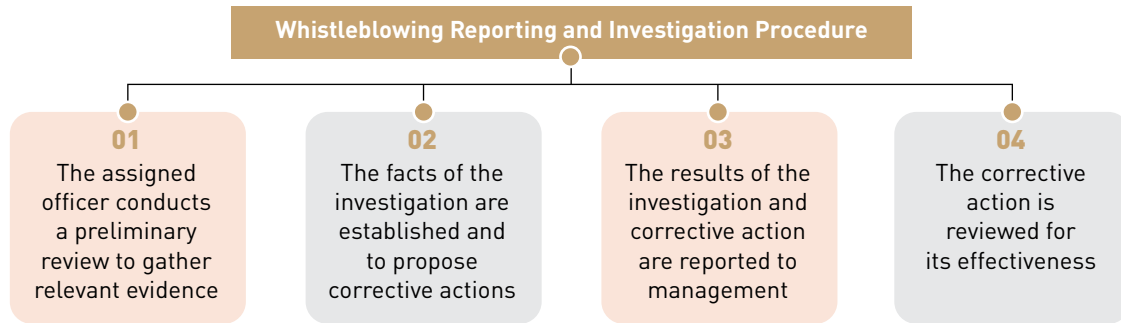 Whistleblowing Reporting and Investigation Procedure
01
The assigned
officer conducts
a preliminary
review to gather
relevant evidence
02
The facts of the
investigation are
established and
to propose
corrective actions
03
The results of the
investigation and
corrective action
are reported to
management
04
The corrective
action is
reviewed for
its effectiveness